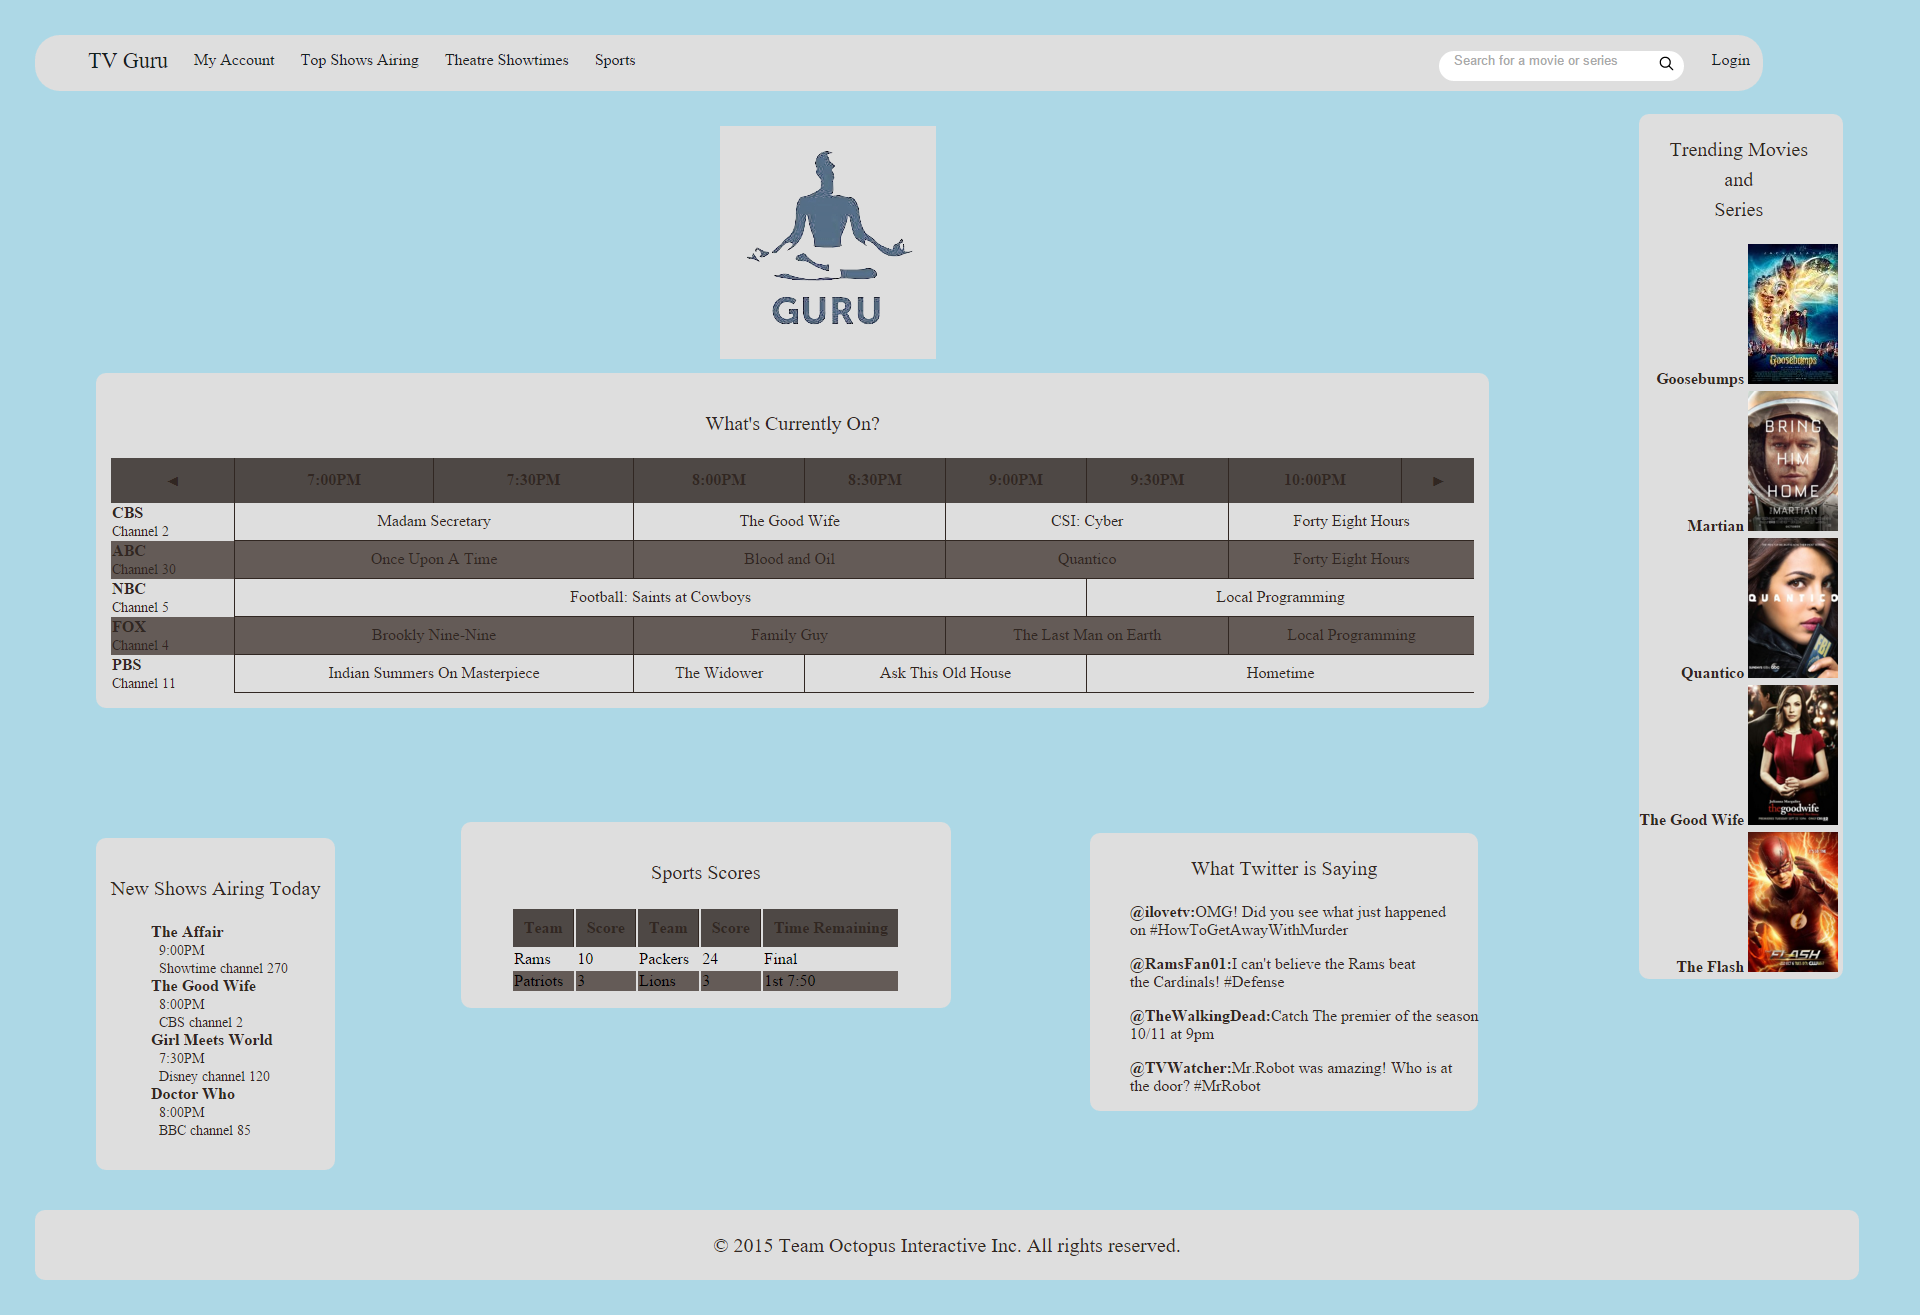 TV Guru My Account Top Shows Airing Theatre Showtimes Sports Search for a movie or series Login
GURU
What's Currently On?
◄ 7:00PM 7:30PM 8:00PM 8:30PM 9:00PM 9:30PM 10:00PM ►
CBS
Channel 2 Madam Secretary The Good Wife CSI: Cyber Forty Eight Hours
ABC
Channel 30 Once Upon A Time Blood and Oil Quantico Forty Eight Hours
NBC
Channel 5 Football: Saints at Cowboys Local Programming
FOX
Channel 4 Brookly Nine-Nine Family Guy The Last Man on Earth Local Programming
PBS
Channel 11 Indian Summers On Masterpiece The Widower Ask This Old House Hometime
Trending Movies
and
Series
Goosebumps
Goosebumps
BRING
HIM
HOME
MARTIAN
Martian
QUANTICO
Quantico
thegoodwife
The Good Wife
FLASH
The Flash
New Shows Airing Today
The Affair
9:00PM
Showtime channel 270
The Good Wife
8:00PM
CBS channel 2
Girl Meets World
7:30PM
Disney channel 120
Doctor Who
8:00PM
BBC channel 85
Sports Scores
Team Score Team Score Time Remaining
Rams 10 Packers 24 Final
Patriots 3 Lions 3 1st 7:50
What Twitter is Saying
@ilovetv:OMG! Did you see what just happened
on #HowToGetAwayWithMurder
@RamsFan01:I can't believe the Rams beat
the Cardinals! #Defense
@TheWalkingDead:Catch The premier of the season
10/11 at 9pm
@TVWatcher:Mr.Robot was amazing! Who is at
the door? #MrRobot
© 2015 Team Octopus Interactive Inc. All rights reserved.